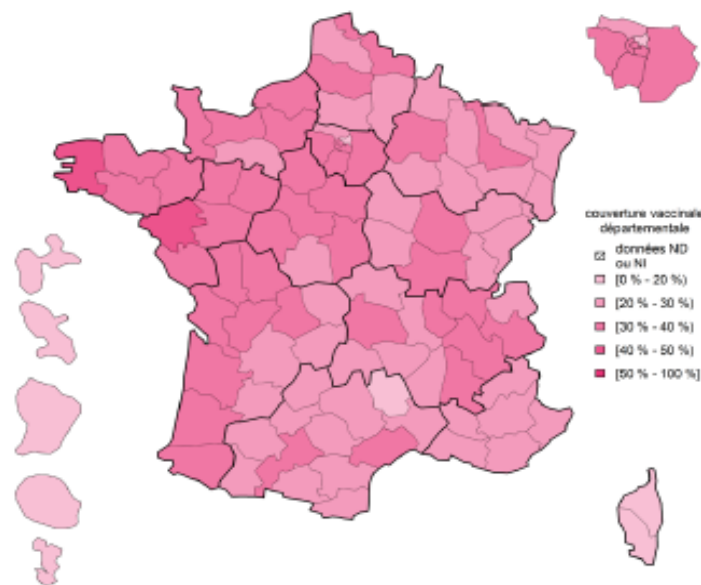 couverture vaccinale
départementale
données ND
ou NI
[0 % - 20 %)
[20 % - 30 %)
[30 % - 40 %)
[40 % - 50 %)
[50 % - 100 %]